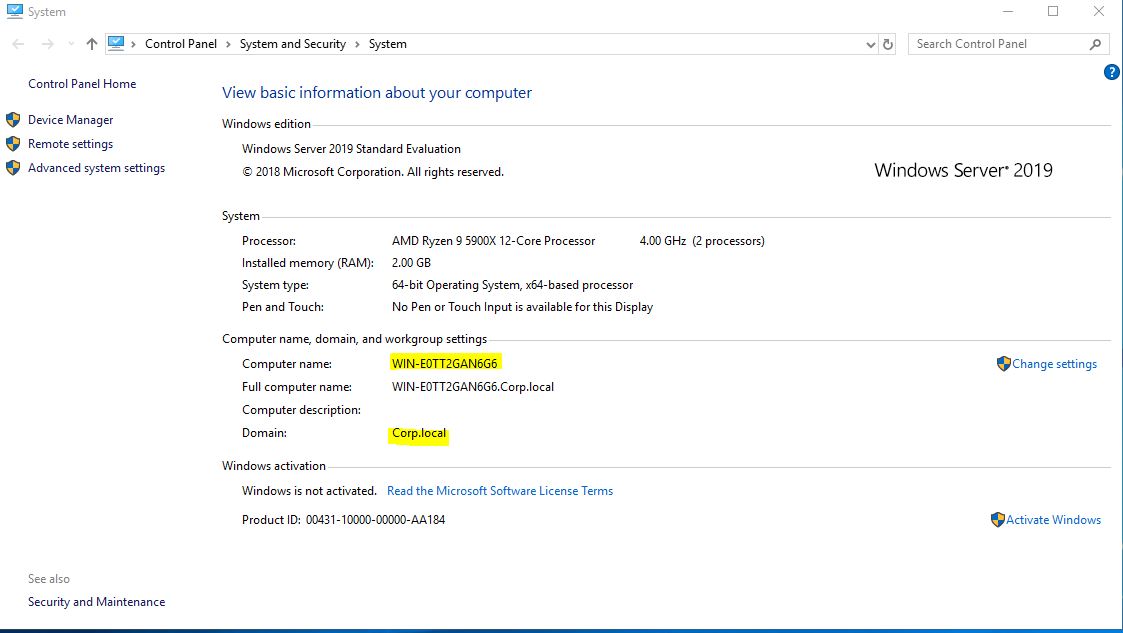 System
Control Panel > System and Security > System
Search Control Panel
?
Control Panel Home
Device Manager
Remote settings
Advanced system settings
View basic information about your computer
Windows edition
Windows Server 2019 Standard Evaluation
© 2018 Microsoft Corporation. All rights reserved.
Windows Server® 2019
System
Processor: AMD Ryzen 9 5900X 12-Core Processor 4.00 GHz (2 processors)
Installed memory (RAM): 2.00 GB
System type: 64-bit Operating System, x64-based processor
Pen and Touch: No Pen or Touch Input is available for this Display
Computer name, domain, and workgroup settings
Computer name: WIN-E0TT2GAN6G6 Change settings
Full computer name: WIN-E0TT2GAN6G6.Corp.local
Computer description:
Domain: Corp.local
Windows activation
Windows is not activated. Read the Microsoft Software License Terms
Product ID: 00431-10000-00000-AA184 Activate Windows
See also
Security and Maintenance